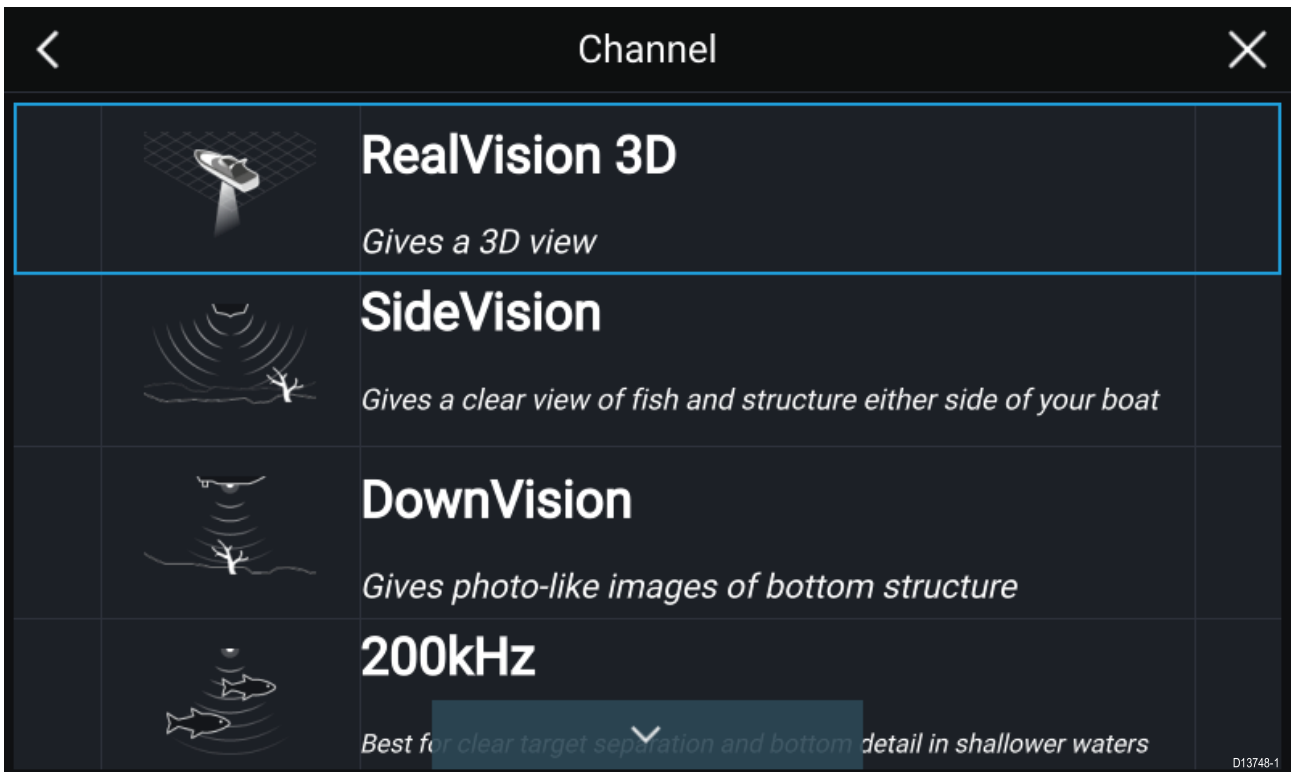 Channel
RealVision 3D
Gives a 3D view
SideVision
Gives a clear view of fish and structure either side of your boat
DownVision
Gives photo-like images of bottom structure
200kHz
Best for clear target separation and bottom detail in shallower waters
D13748-1